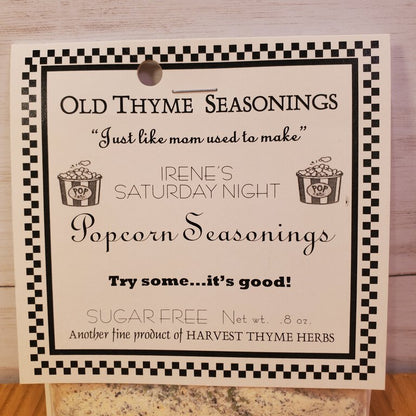 OLD THYME SEASONINGS
"Just like mom used to make"
IRENE'S
SATURDAY NIGHT
POP
POP
Popcorn Seasonings
Try some...it's good!
SUGAR FREE Net wt. .8 oz.
Another fine product of HARVEST THYME HERBS